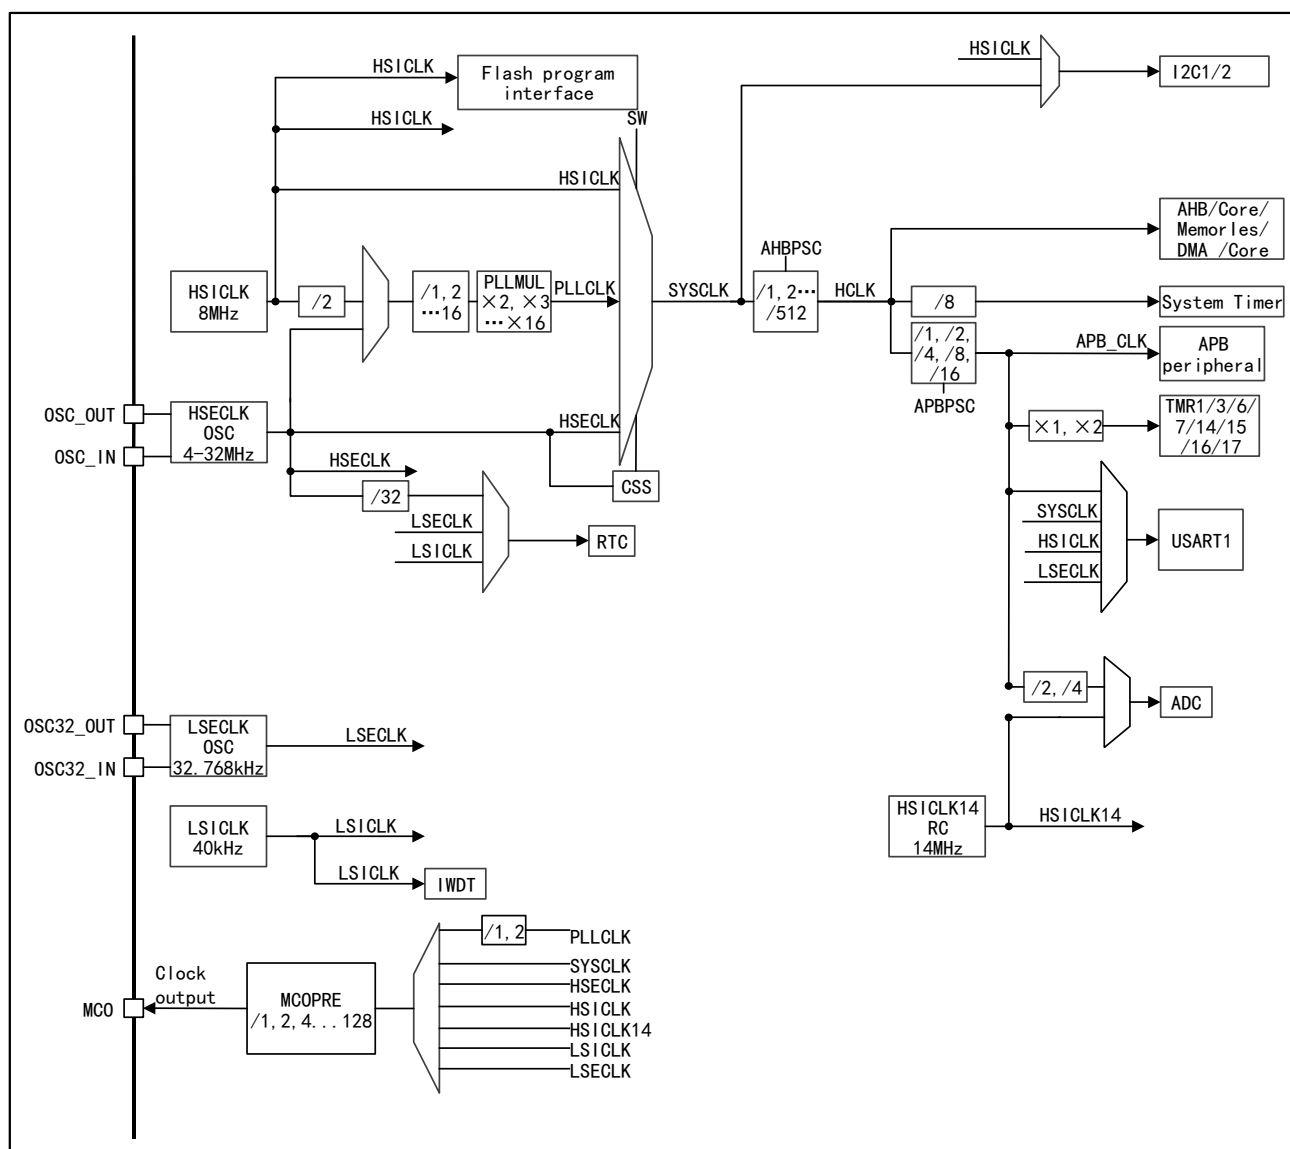 HSICLK
I2C1/2
HSICLK
Flash program
interface
HSICLK
SW
HSICLK
AHB/Core/
MemorIes/
DMA /Core
AHBPSC
HSICLK
8MHz
/2
/1, 2
…16
PLLMUL
×2, ×3
…×16
PLLCLK
SYSCLK
/1, 2…
/512
HCLK
/8
System Timer
/1, /2,
/4, /8,
/16
APBPSC
APB_CLK
APB
peripheral
OSC_OUT
OSC_IN
HSECLK
OSC
4-32MHz
HSECLK
×1, ×2
TMR1/3/6/
7/14/15
/16/17
HSECLK
CSS
/32
LSECLK
LSICLK
RTC
SYSCLK
HSICLK
LSECLK
USART1
/2, /4
ADC
OSC32_OUT
OSC32_IN
LSECLK
OSC
32.768kHz
LSECLK
HSICLK14
RC
14MHz
HSICLK14
LSICLK
40kHz
LSICLK
LSICLK
IWDT
/1, 2
PLLCLK
SYSCLK
HSECLK
HSICLK
HSICLK14
LSICLK
LSECLK
MCO
Clock
output
MCOPRE
/1, 2, 4...128